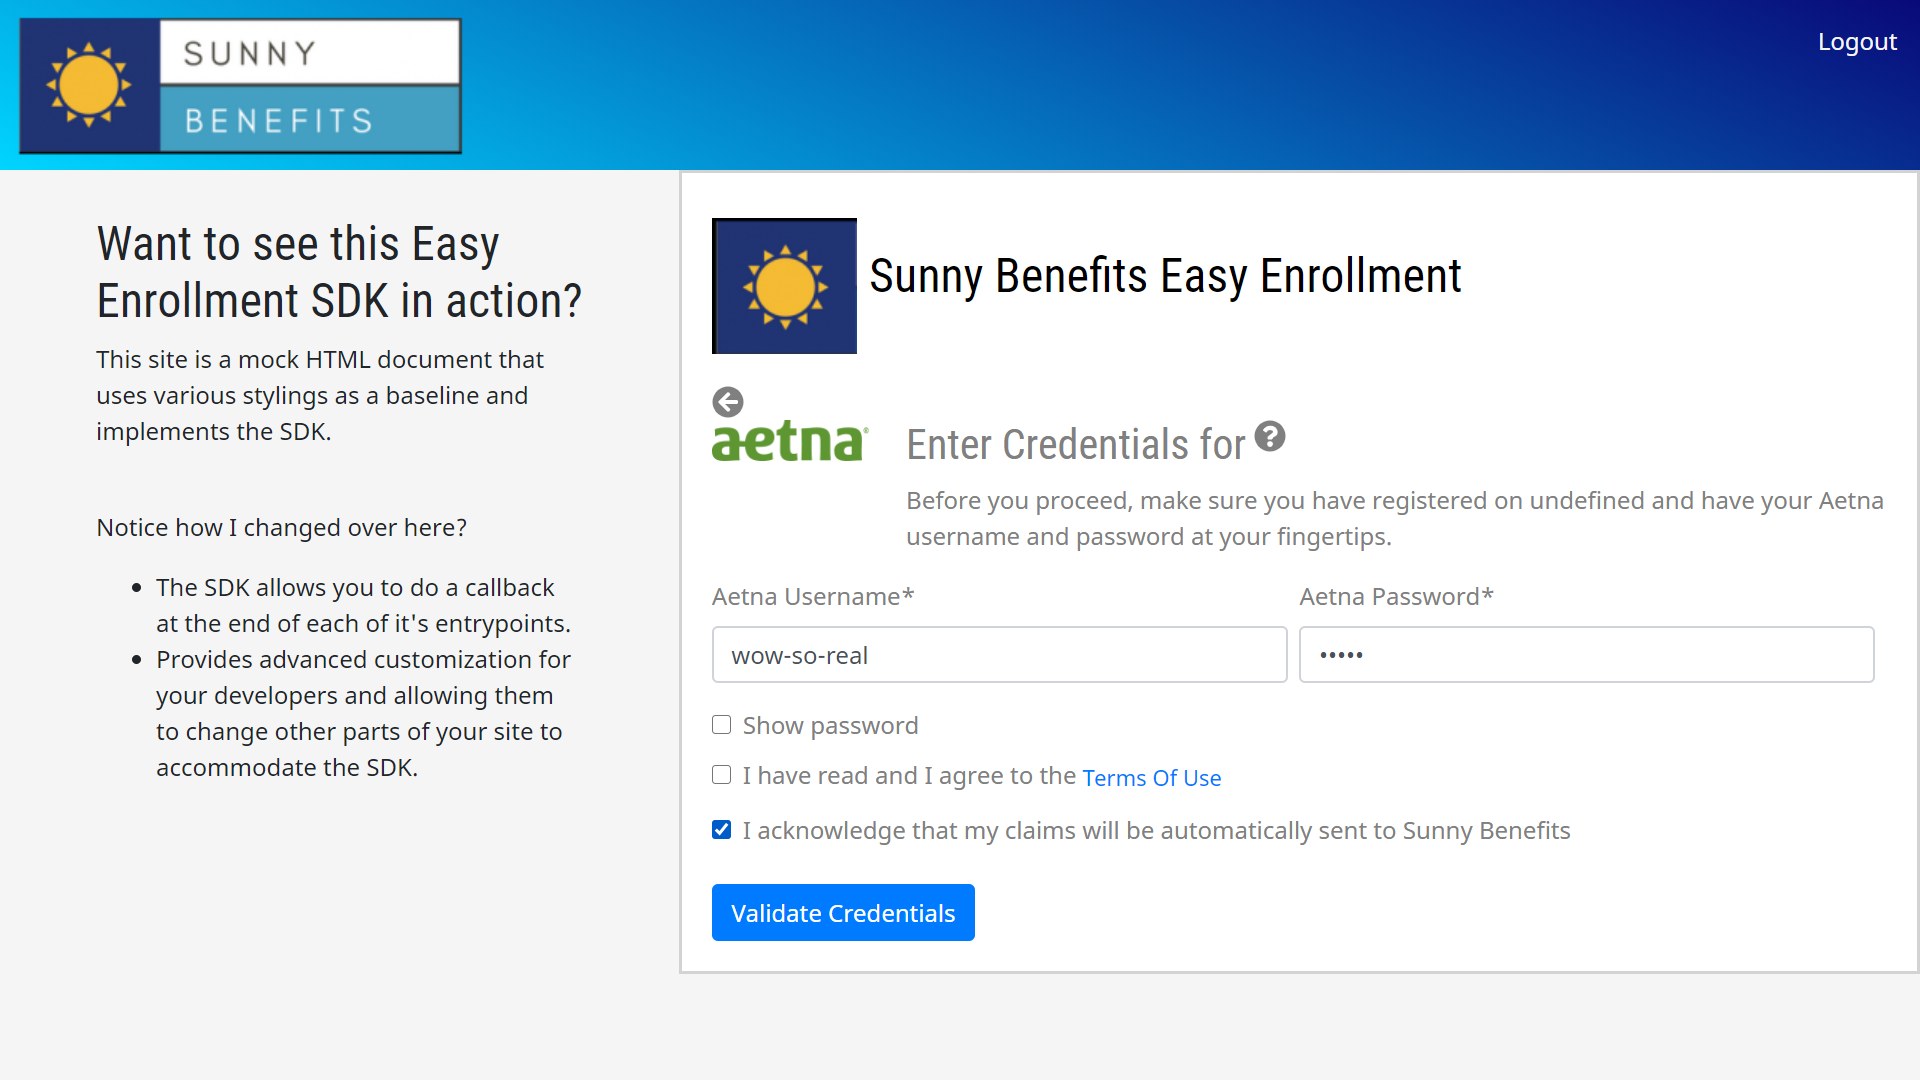 SUNNY
BENEFITS
Logout
Want to see this Easy
Enrollment SDK in action?
This site is a mock HTML document that
uses various stylings as a baseline and
implements the SDK.
Notice how I changed over here?
The SDK allows you to do a callback
at the end of each of it's entrypoints.
Provides advanced customization for
your developers and allowing them
to change other parts of your site to
accommodate the SDK.
Sunny Benefits Easy Enrollment
aetna®
Enter Credentials for
Before you proceed, make sure you have registered on undefined and have your Aetna
username and password at your fingertips.
Aetna Username*
Aetna Password*
wow-so-real
•••••
Show password
I have read and I agree to the Terms Of Use
I acknowledge that my claims will be automatically sent to Sunny Benefits
Validate Credentials